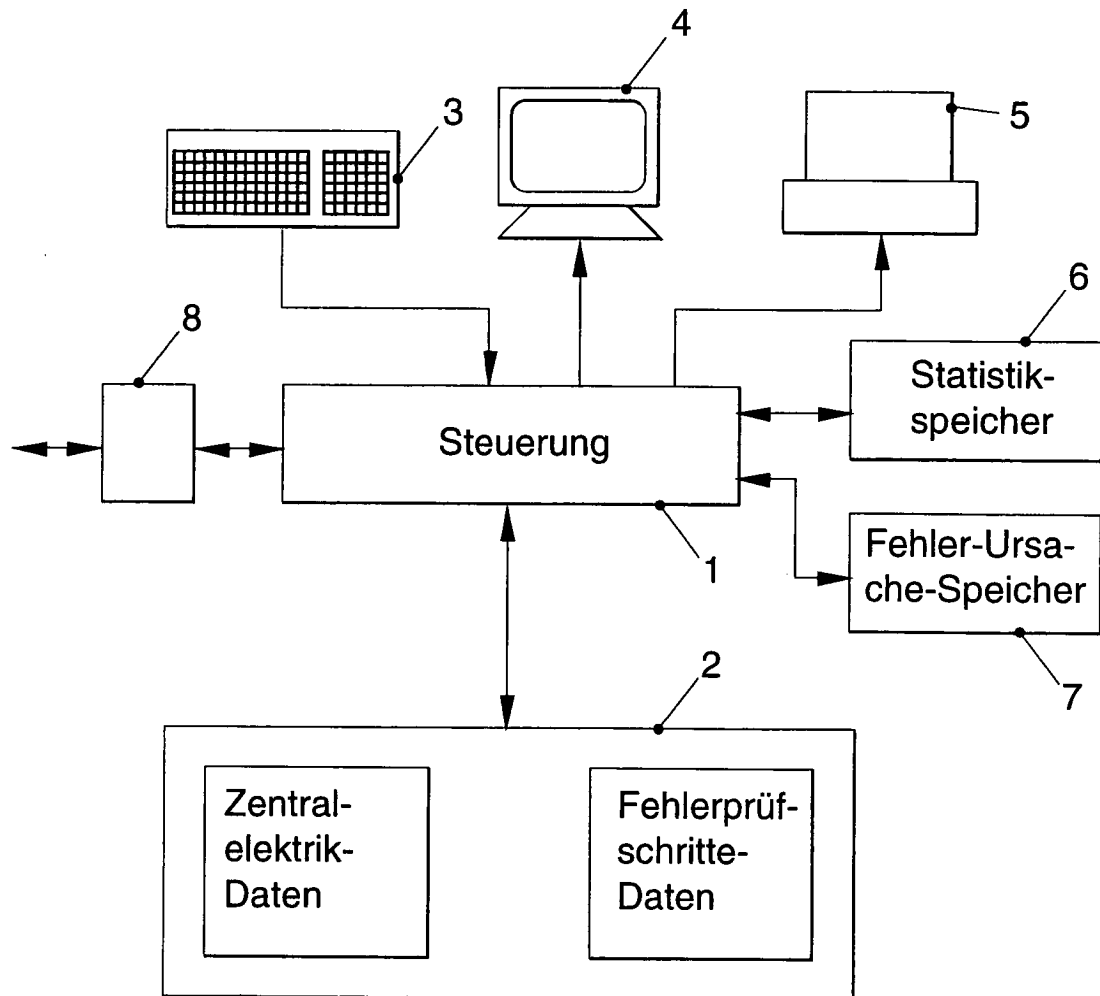 4
3
5
6
8
Statistik-
speicher
Steuerung
Fehler-Ursa-
che-Speicher
1
7
2
Zentral-
elektrik-
Daten
Fehlerprüf-
schritte-
Daten